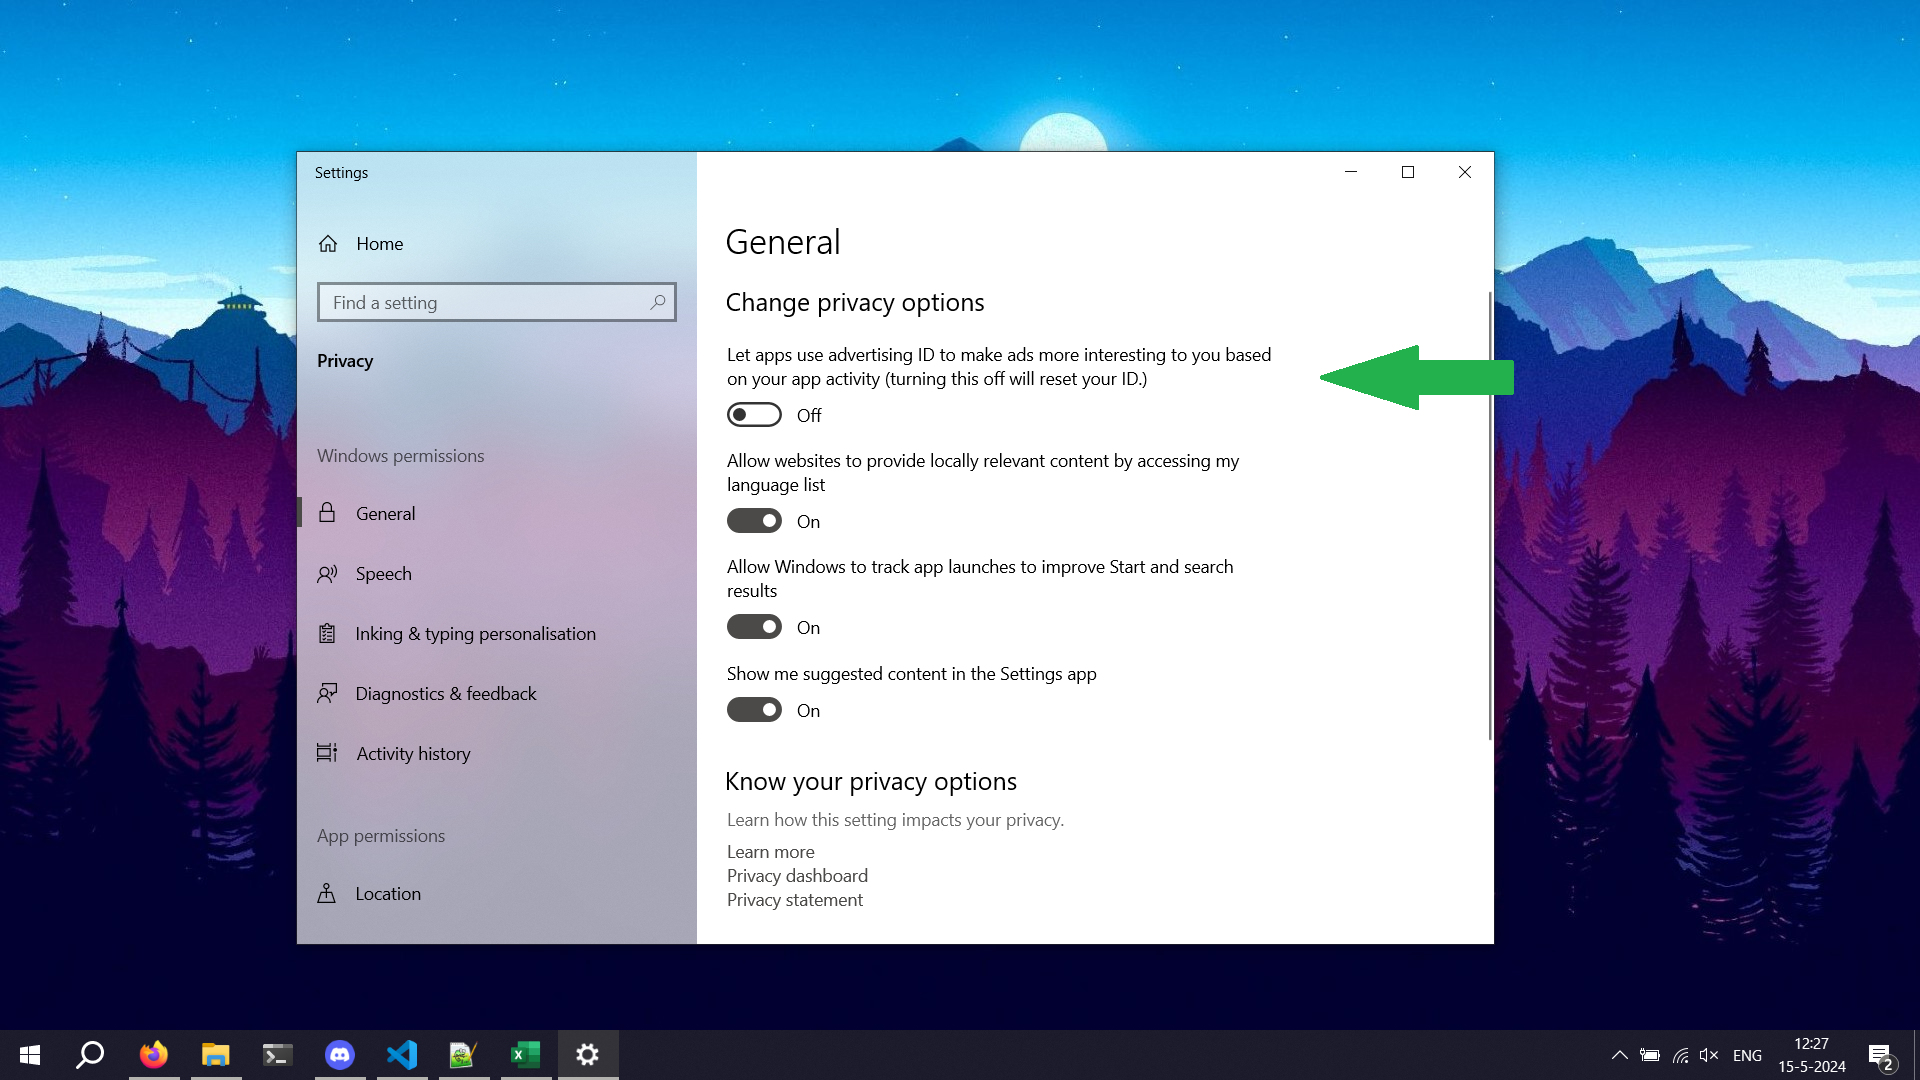 Settings
Home
Find a setting
Privacy
Windows permissions
General
Speech
Inking & typing personalisation
Diagnostics & feedback
Activity history
App permissions
Location
General
Change privacy options
Let apps use advertising ID to make ads more interesting to you based
on your app activity (turning this off will reset your ID.)
Off
Allow websites to provide locally relevant content by accessing my
language list
On
Allow Windows to track app launches to improve Start and search
results
On
Show me suggested content in the Settings app
On
Know your privacy options
Learn how this setting impacts your privacy.
Learn more
Privacy dashboard
Privacy statement
ENG
12:27
15-5-2024
2